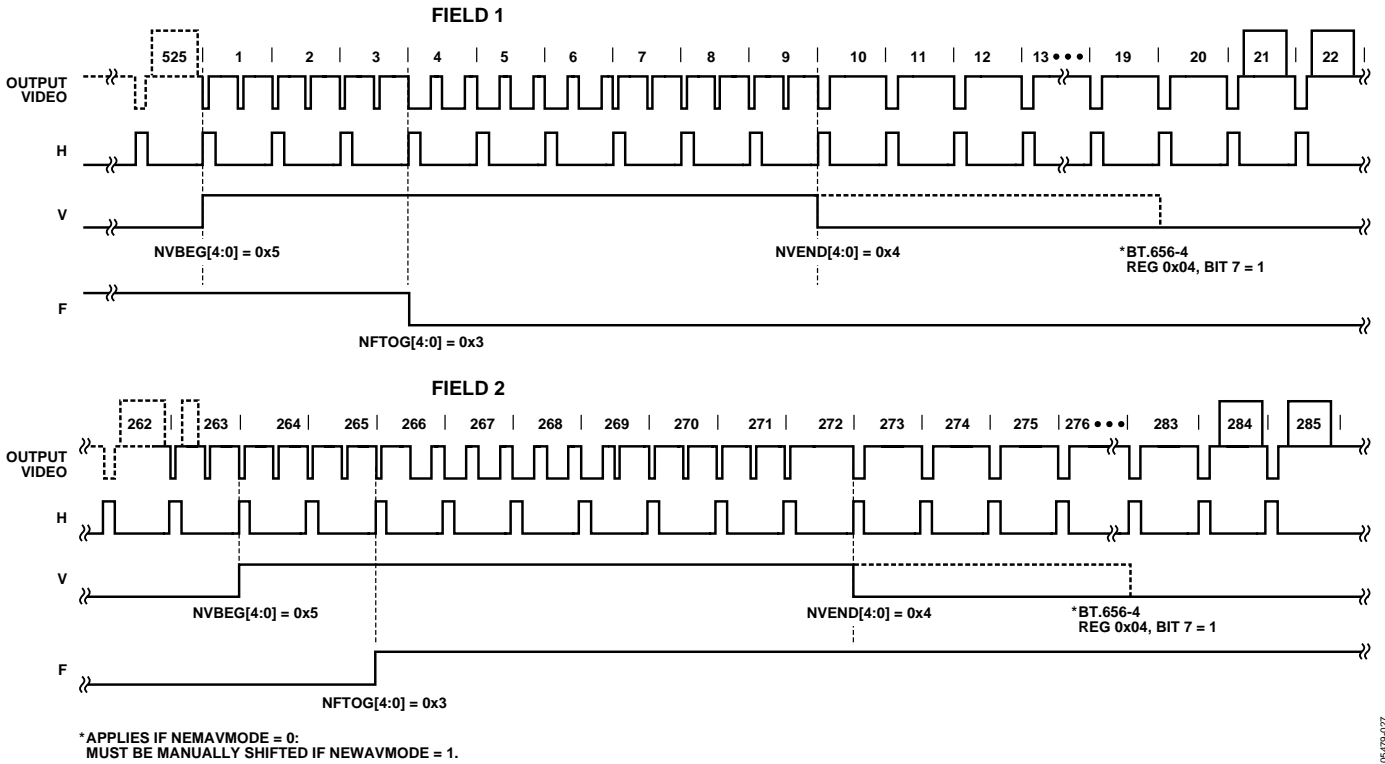 FIELD 1
525 | 1 | 2 | 3 | 4 | 5 | 6 | 7 | 8 | 9 | 10 | 11 | 12 | 13 • • • | 19 | 20 | 21 | 22 |
OUTPUT
VIDEO
H
V
NVBEG[4:0] = 0x5
NVEND[4:0] = 0x4
*BT.656-4
REG 0x04, BIT 7 = 1
F
NFTOG[4:0] = 0x3
FIELD 2
262 | 263 | 264 | 265 | 266 | 267 | 268 | 269 | 270 | 271 | 272 | 273 | 274 | 275 | 276 • • • | 283 | 284 | 285 |
OUTPUT
VIDEO
H
V
NVBEG[4:0] = 0x5
NVEND[4:0] = 0x4
*BT.656-4
REG 0x04, BIT 7 = 1
F
NFTOG[4:0] = 0x3
*APPLIES IF NEMAVMODE = 0:
MUST BE MANUALLY SHIFTED IF NEWAVMODE = 1.
05479-027